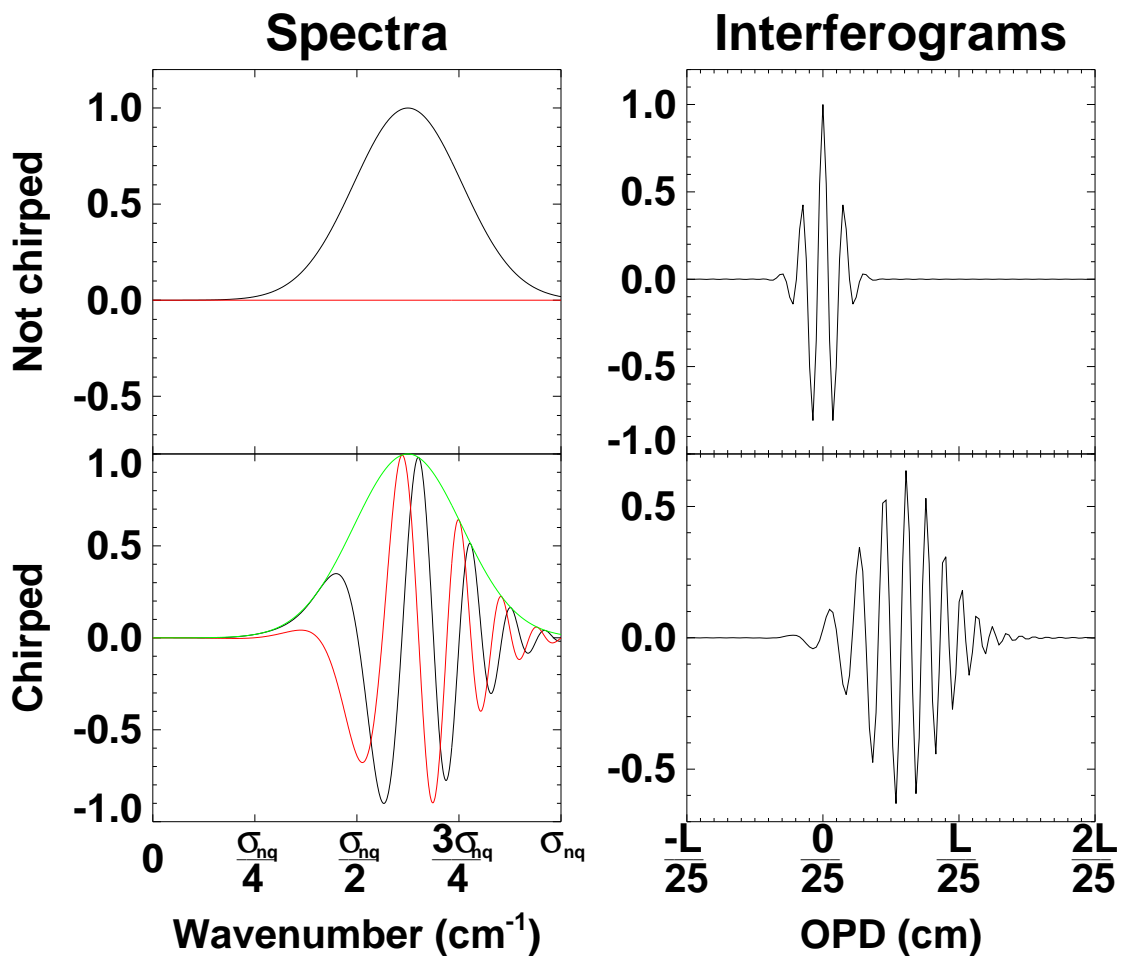 Spectra
Interferograms
Not chirped
1.0
0.5
0.0
-0.5
1.0
0.5
0.0
-0.5
-1.0
Chirped
1.0
0.5
0.0
-0.5
-1.0
0.5
0.0
-0.5
0
σnq
4
σnq
2
3σnq
4
σnq
-L
25
0
25
L
25
2L
25
Wavenumber (cm-1)
OPD (cm)